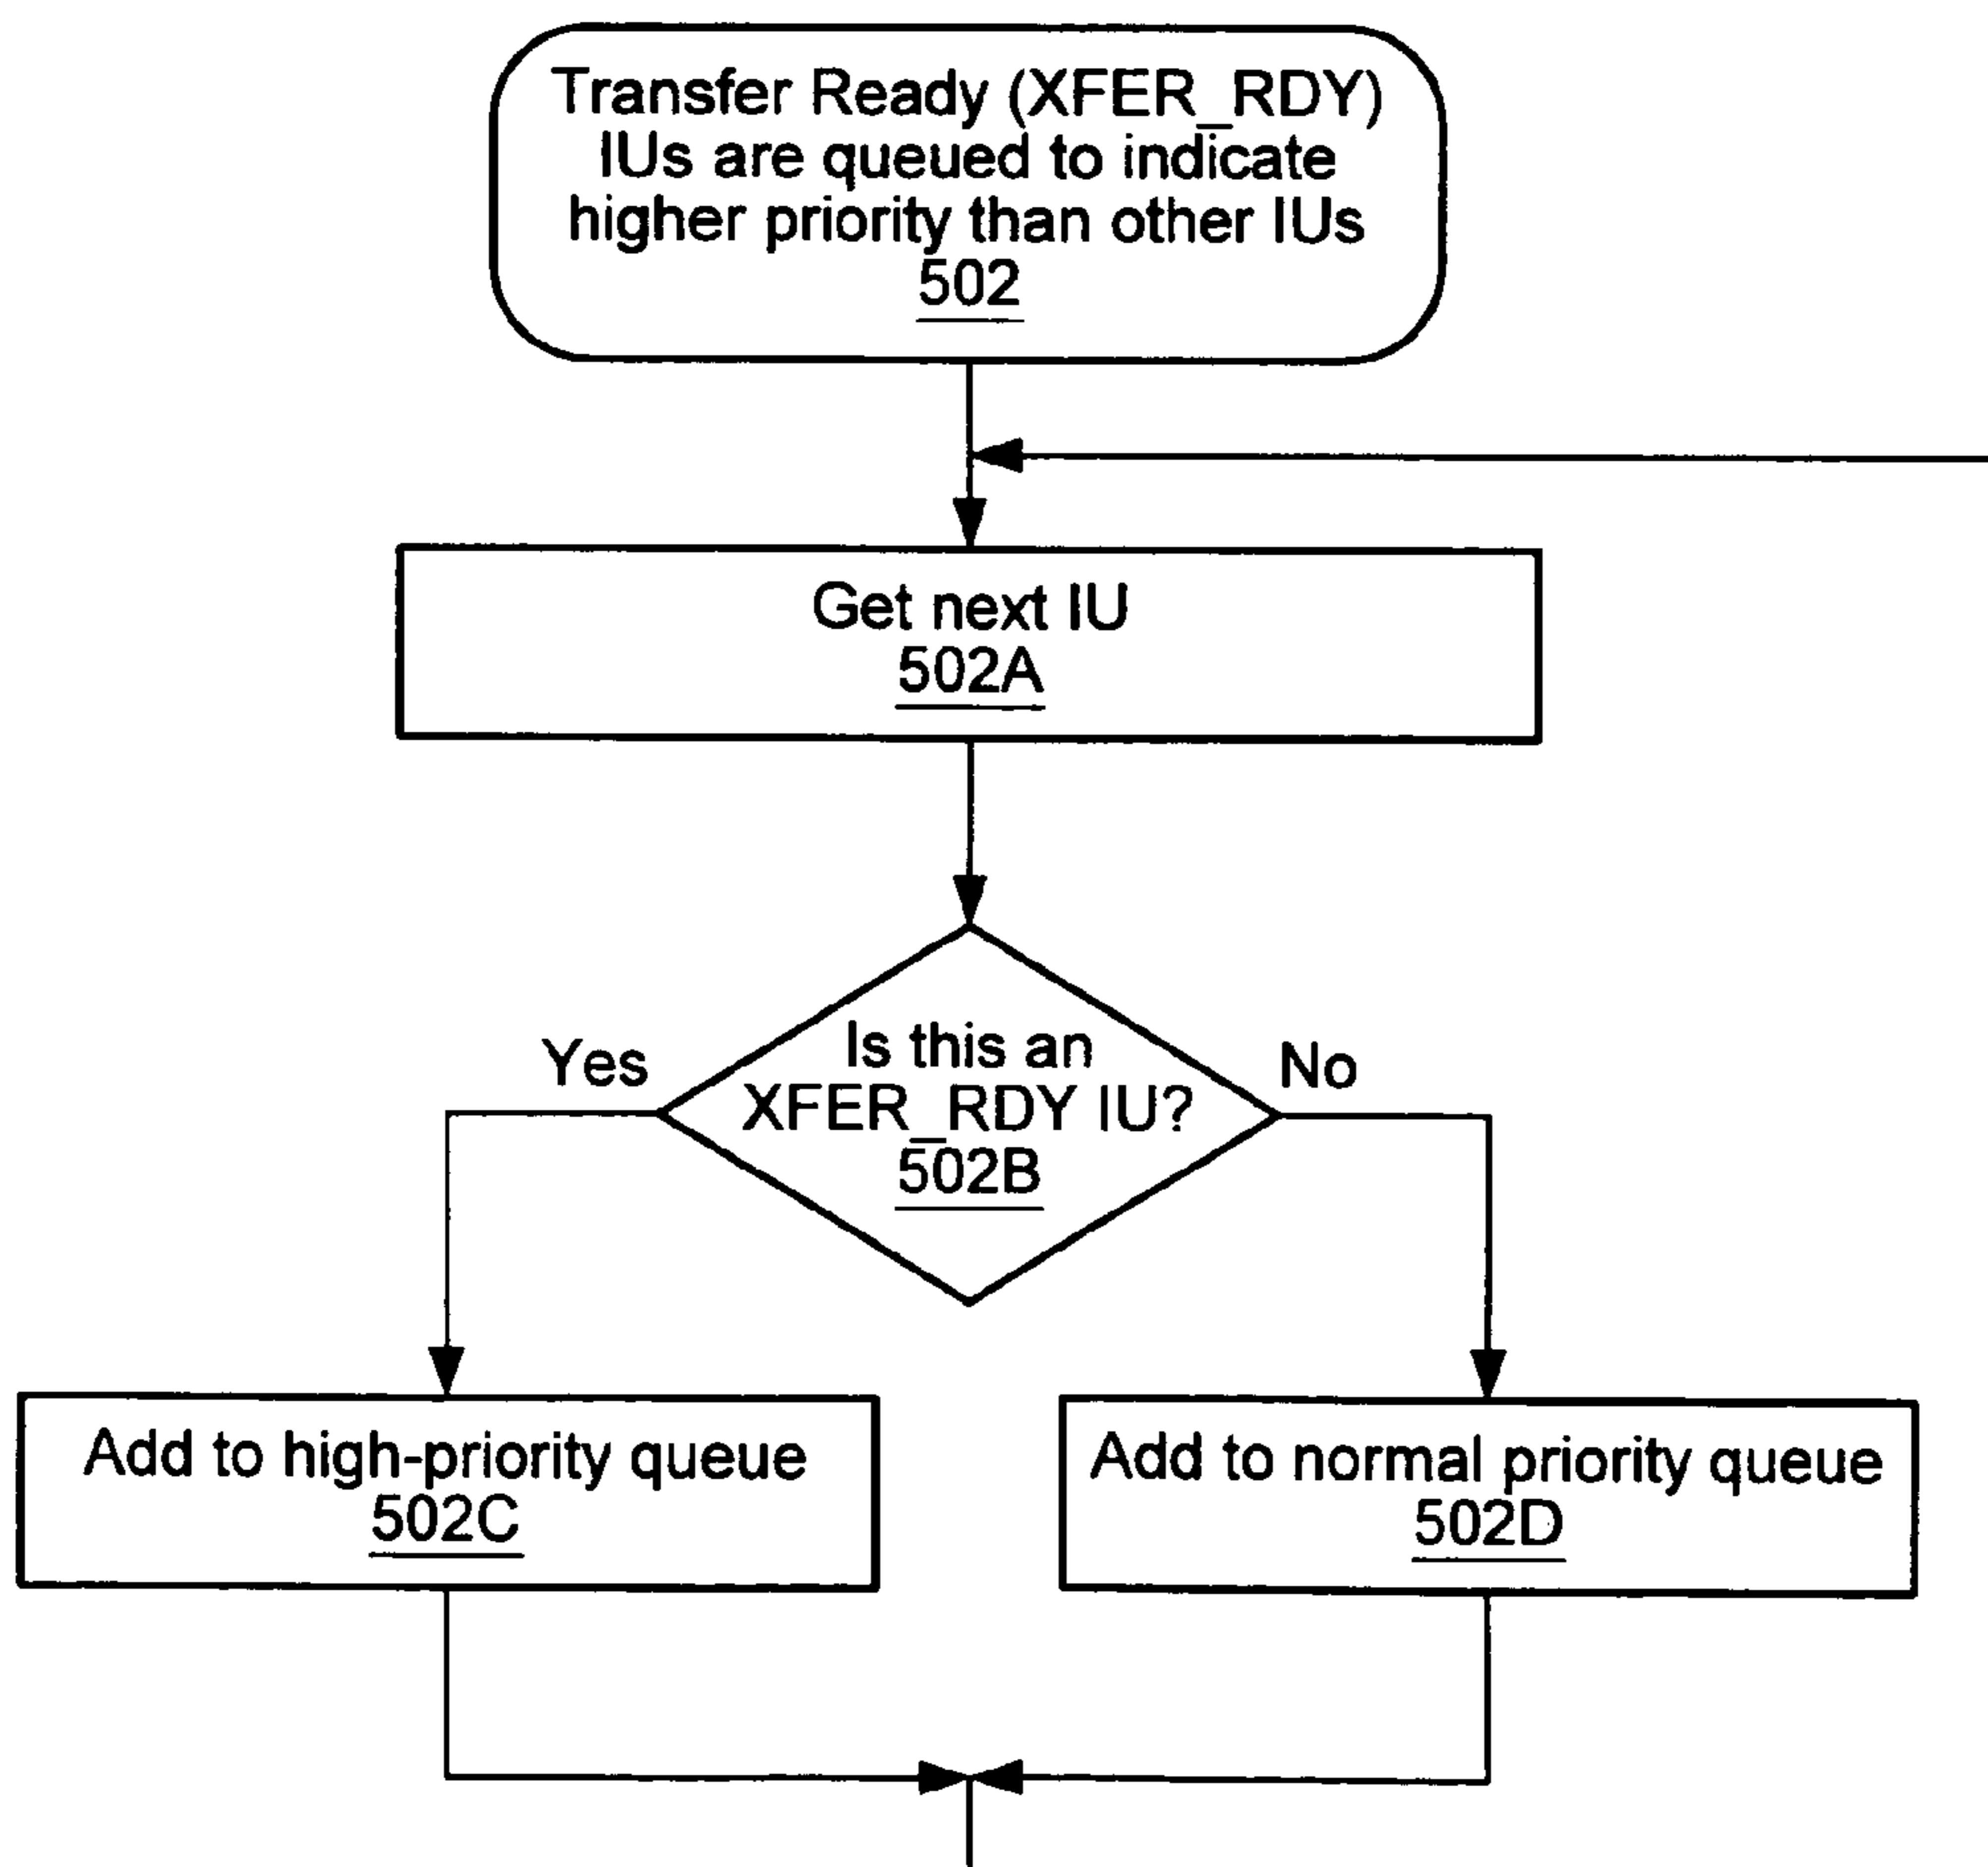 Transfer Ready (XFER_RDY)
IUs are queued to indicate
higher priority than other IUs
502
Get next IU
502A
Yes
Is this an
XFER_RDY IU?
502B
No
Add to high-priority queue
502C
Add to normal priority queue
502D